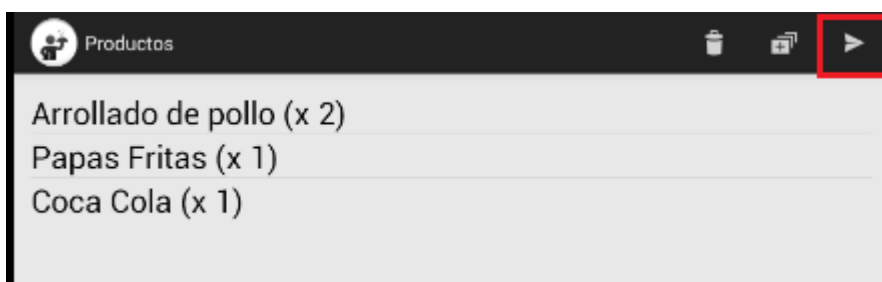 Productos
Arrollado de pollo (x 2)
Papas Fritas (x 1)
Coca Cola (x 1)